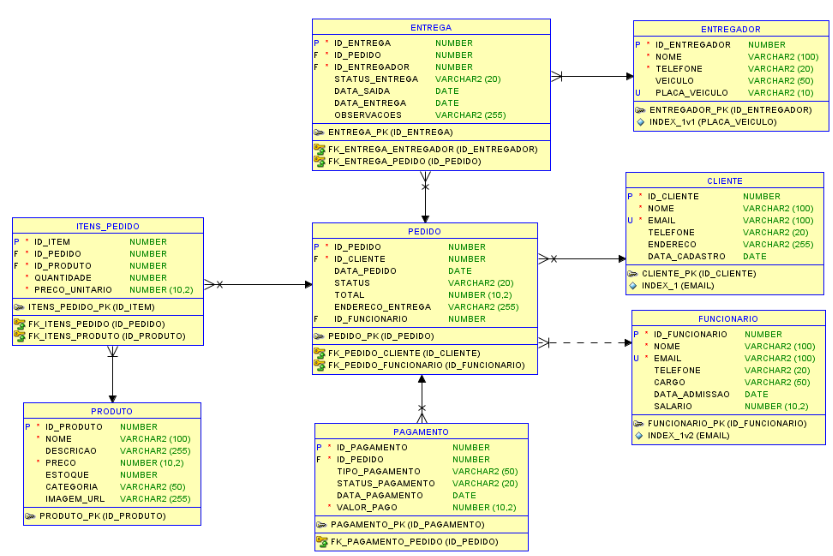 ENTREGA
P * ID_ENTREGA NUMBER
F * ID_PEDIDO NUMBER
F * ID_ENTREGADOR NUMBER
STATUS_ENTREGA VARCHAR2 (20)
DATA_SAIDA DATE
DATA_ENTREGA DATE
OBSERVACOES VARCHAR2 (255)
ENTREGA_PK (ID_ENTREGA)
FK_ENTREGA_ENTREGADOR (ID_ENTREGADOR)
FK_ENTREGA_PEDIDO (ID_PEDIDO)
ENTREGADOR
P * ID_ENTREGADOR NUMBER
* NOME VARCHAR2 (100)
* TELEFONE VARCHAR2 (20)
VEICULO VARCHAR2 (50)
U PLACA_VEICULO VARCHAR2 (10)
ENTREGADOR_PK (ID_ENTREGADOR)
INDEX_1v1 (PLACA_VEICULO)
CLIENTE
P * ID_CLIENTE NUMBER
* NOME VARCHAR2 (100)
U * EMAIL VARCHAR2 (100)
TELEFONE VARCHAR2 (20)
ENDERECO VARCHAR2 (255)
DATA_CADASTRO DATE
CLIENTE_PK (ID_CLIENTE)
INDEX_1 (EMAIL)
ITENS_PEDIDO
P * ID_ITEM NUMBER
F * ID_PEDIDO NUMBER
F * ID_PRODUTO NUMBER
* QUANTIDADE NUMBER
* PRECO_UNITARIO NUMBER (10,2)
ITENS_PEDIDO_PK (ID_ITEM)
FK_ITENS_PEDIDO (ID_PEDIDO)
FK_ITENS_PRODUTO (ID_PRODUTO)
PEDIDO
P * ID_PEDIDO NUMBER
F * ID_CLIENTE NUMBER
DATA_PEDIDO DATE
STATUS VARCHAR2 (20)
TOTAL NUMBER (10,2)
ENDERECO_ENTREGA VARCHAR2 (255)
F ID_FUNCIONARIO NUMBER
PEDIDO_PK (ID_PEDIDO)
FK_PEDIDO_CLIENTE (ID_CLIENTE)
FK_PEDIDO_FUNCIONARIO (ID_FUNCIONARIO)
FUNCIONARIO
P * ID_FUNCIONARIO NUMBER
* NOME VARCHAR2 (100)
U * EMAIL VARCHAR2 (100)
TELEFONE VARCHAR2 (20)
CARGO VARCHAR2 (50)
DATA_ADMISSAO DATE
SALARIO NUMBER (10,2)
FUNCIONARIO_PK (ID_FUNCIONARIO)
INDEX_1v2 (EMAIL)
PRODUTO
P * ID_PRODUTO NUMBER
* NOME VARCHAR2 (100)
DESCRICAO VARCHAR2 (255)
* PRECO NUMBER (10,2)
ESTOQUE NUMBER
CATEGORIA VARCHAR2 (50)
IMAGEM_URL VARCHAR2 (255)
PRODUTO_PK (ID_PRODUTO)
PAGAMENTO
P * ID_PAGAMENTO NUMBER
F * ID_PEDIDO NUMBER
TIPO_PAGAMENTO VARCHAR2 (50)
STATUS_PAGAMENTO VARCHAR2 (20)
DATA_PAGAMENTO DATE
* VALOR_PAGO NUMBER (10,2)
PAGAMENTO_PK (ID_PAGAMENTO)
FK_PAGAMENTO_PEDIDO (ID_PEDIDO)